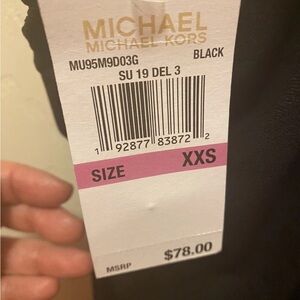 MICHAEL
MICHAEL KORS
MU95M9D03G BLACK
SU 19 DEL 3
1 92877 83872 2
SIZE XXS
MSRP $78.00